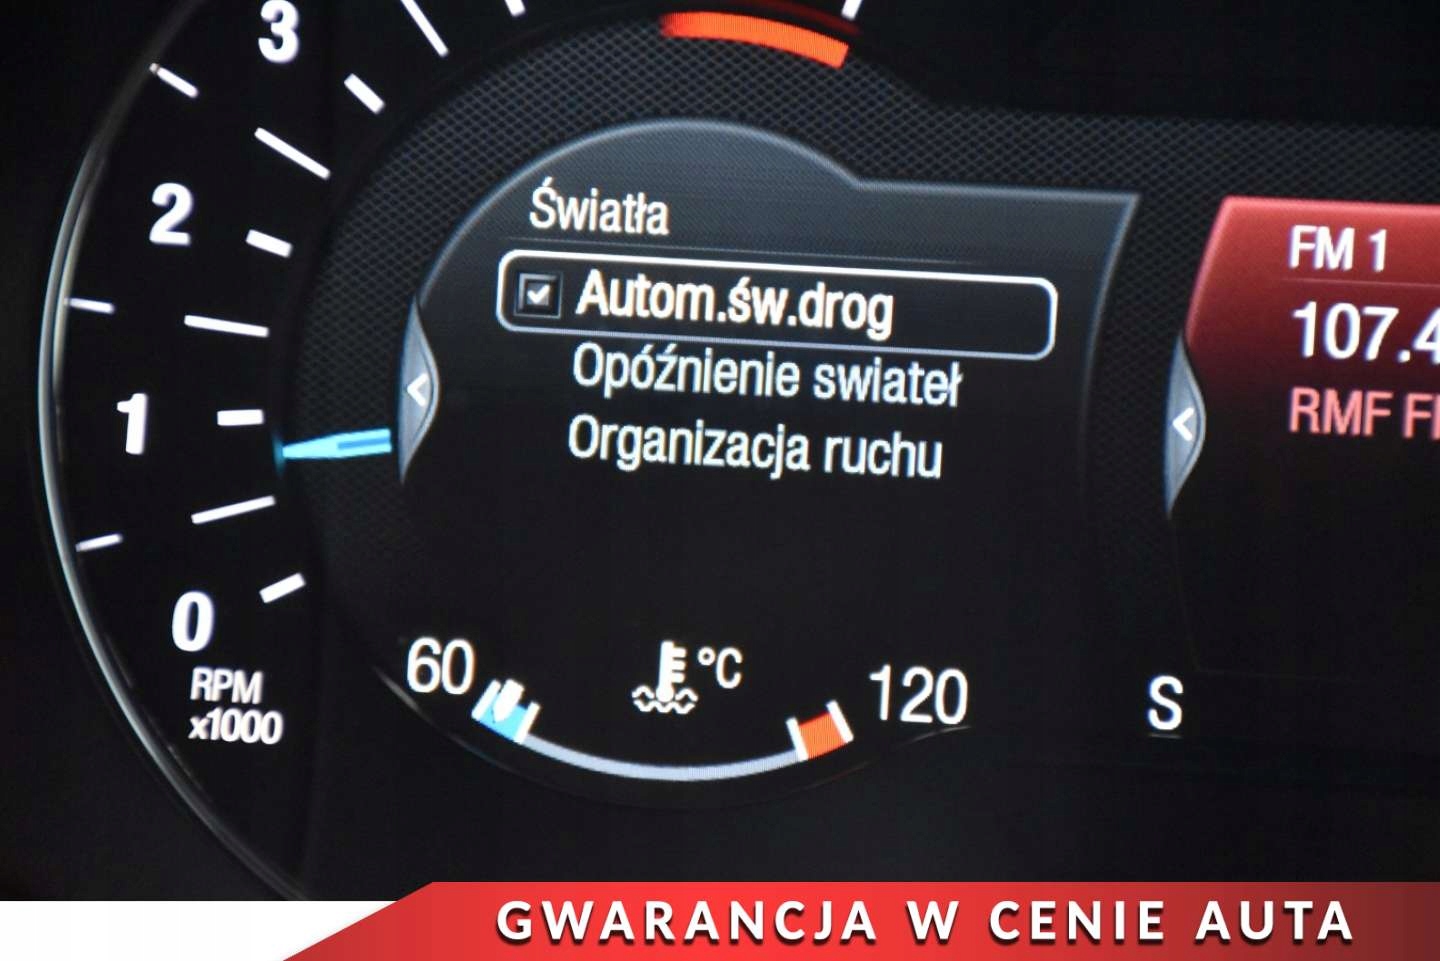 3
2
1
0
RPM
x1000
Światła
Autom.św.drog
Opóźnienie swiateł
Organizacja ruchu
60
°C
120
FM 1
107.4
RMF
S
GWARANCJA W CENIE AUTA